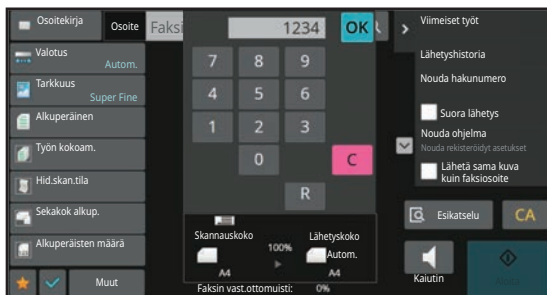 Osoitekirja
Osoite
Faksi
1234
OK
Valotus
Autom.
Tarkkuus
Super Fine
Alkuperäinen
Työn kokoam.
Hid.skan.tila
Sekakok alkup.
Alkuperäisten määrä
Muut
7 8 9
4 5 6
1 2 3
0 C
R
Skannauskoko
100%
Lähetyskoko
Autom.
A4
A4
Faksin vast.ottomuisti: 0%
Viimeiset työt
Lähetyshistoria
Nouda hakunumero
Suora lähetys
Nouda ohjelma
Nouda rekisteröidyt asetukset
Lähetä sama kuva
kuin faksiosoite
Esikatselu
CA
Kaiutin